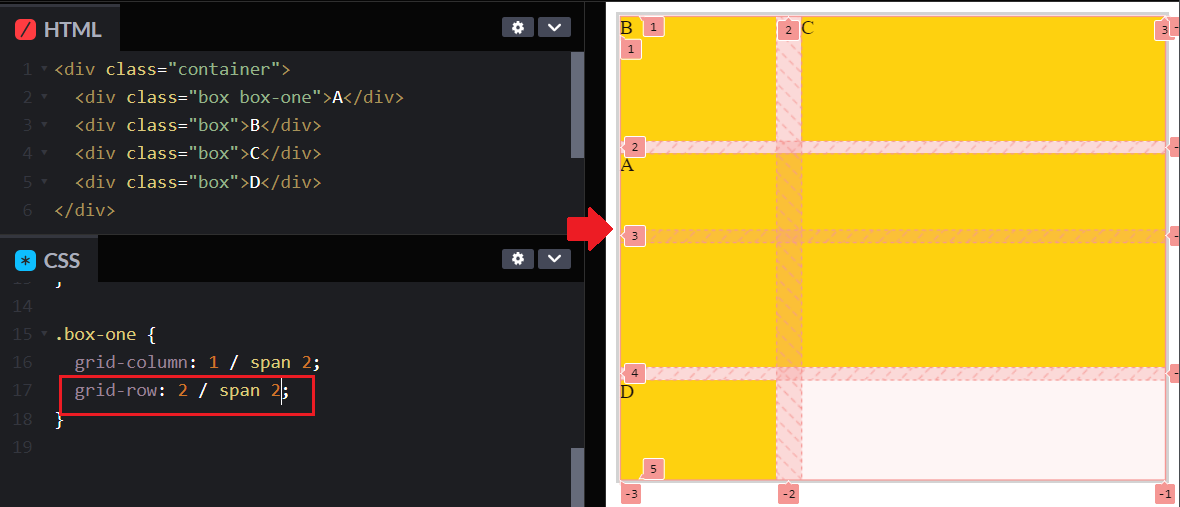 HTML
1 <div class="container">
2 <div class="box box-one">A</div>
3 <div class="box">B</div>
4 <div class="box">C</div>
5 <div class="box">D</div>
6 </div>
CSS
}
14
15 .box-one {
16 grid-column: 1 / span 2;
17 grid-row: 2 / span 2;
18 }
19
B 1 2 C 3
1
2
A
3
4
D
5
-3 -2 -1